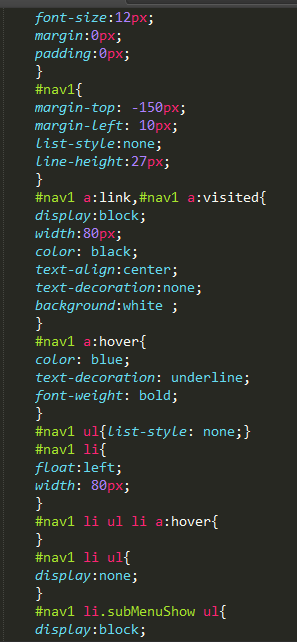 font-size:12px;
margin:0px;
padding:0px;
}
#nav1{
margin-top: -150px;
margin-left: 10px;
list-style:none;
line-height:27px;
}
#nav1 a:link,#nav1 a:visited{
display:block;
width:80px;
color: black;
text-align:center;
text-decoration:none;
background:white ;
}
#nav1 a:hover{
color: blue;
text-decoration: underline;
font-weight: bold;
}
#nav1 ul{list-style: none;}
#nav1 li{
float:left;
width: 80px;
}
#nav1 li ul li a:hover{
}
#nav1 li ul{
display:none;
}
#nav1 li.subMenuShow ul{
display:block;